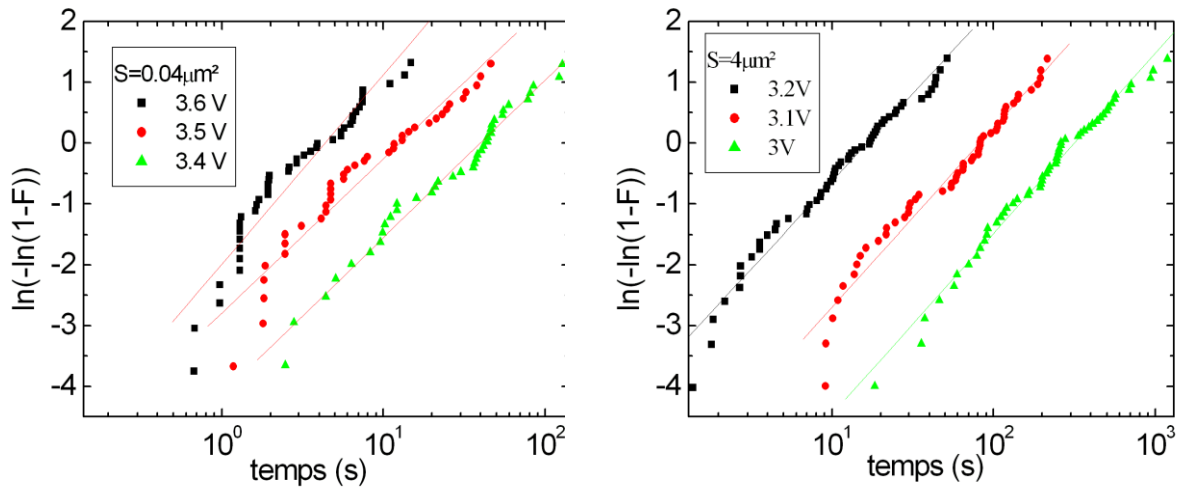 2
1
0
-1
-2
-3
-4
ln(-ln(1-F))
S=0.04μm²
3.6 V
3.5 V
3.4 V
10⁰
10¹
10²
temps (s)
2
1
0
-1
-2
-3
-4
ln(-ln(1-F))
S=4μm²
3.2V
3.1V
3V
10¹
10²
10³
temps (s)